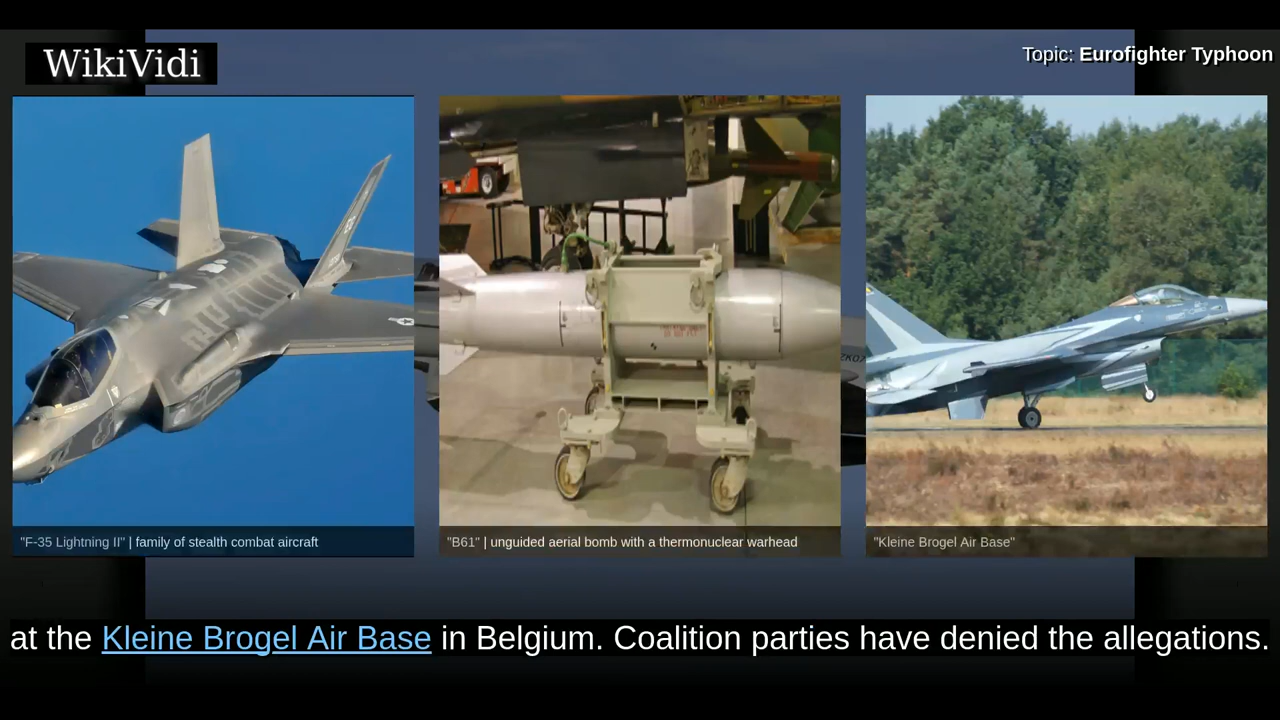 WikiVidi
Topic: Eurofighter Typhoon
"F-35 Lightning II" | family of stealth combat aircraft
"B61" | unguided aerial bomb with a thermonuclear warhead
"Kleine Brogel Air Base"
at the Kleine Brogel Air Base in Belgium. Coalition parties have denied the allegations.